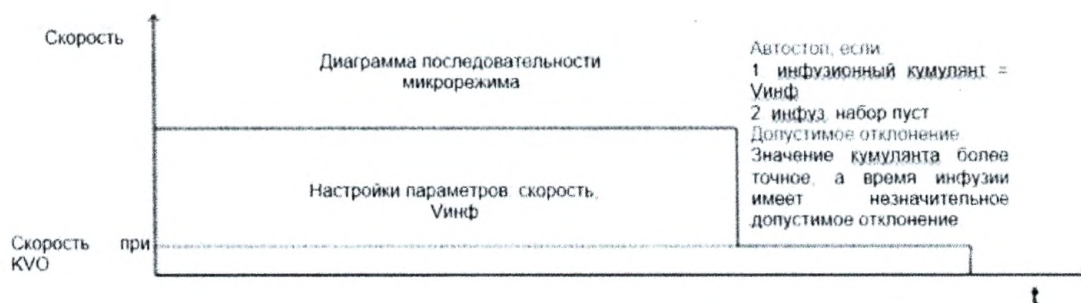 Скорость
Диаграмма последовательности
микрорежима
Автостоп, если
1 инфузионный кумулянт =
Vинф
2 инфуз. набор пуст
Допустимое отклонение
Значение кумулянта более
точное, а время инфузии
имеет незначительное
допустимое отклонение
Настройки параметров скорость,
Vинф
Скорость при
KVO
t